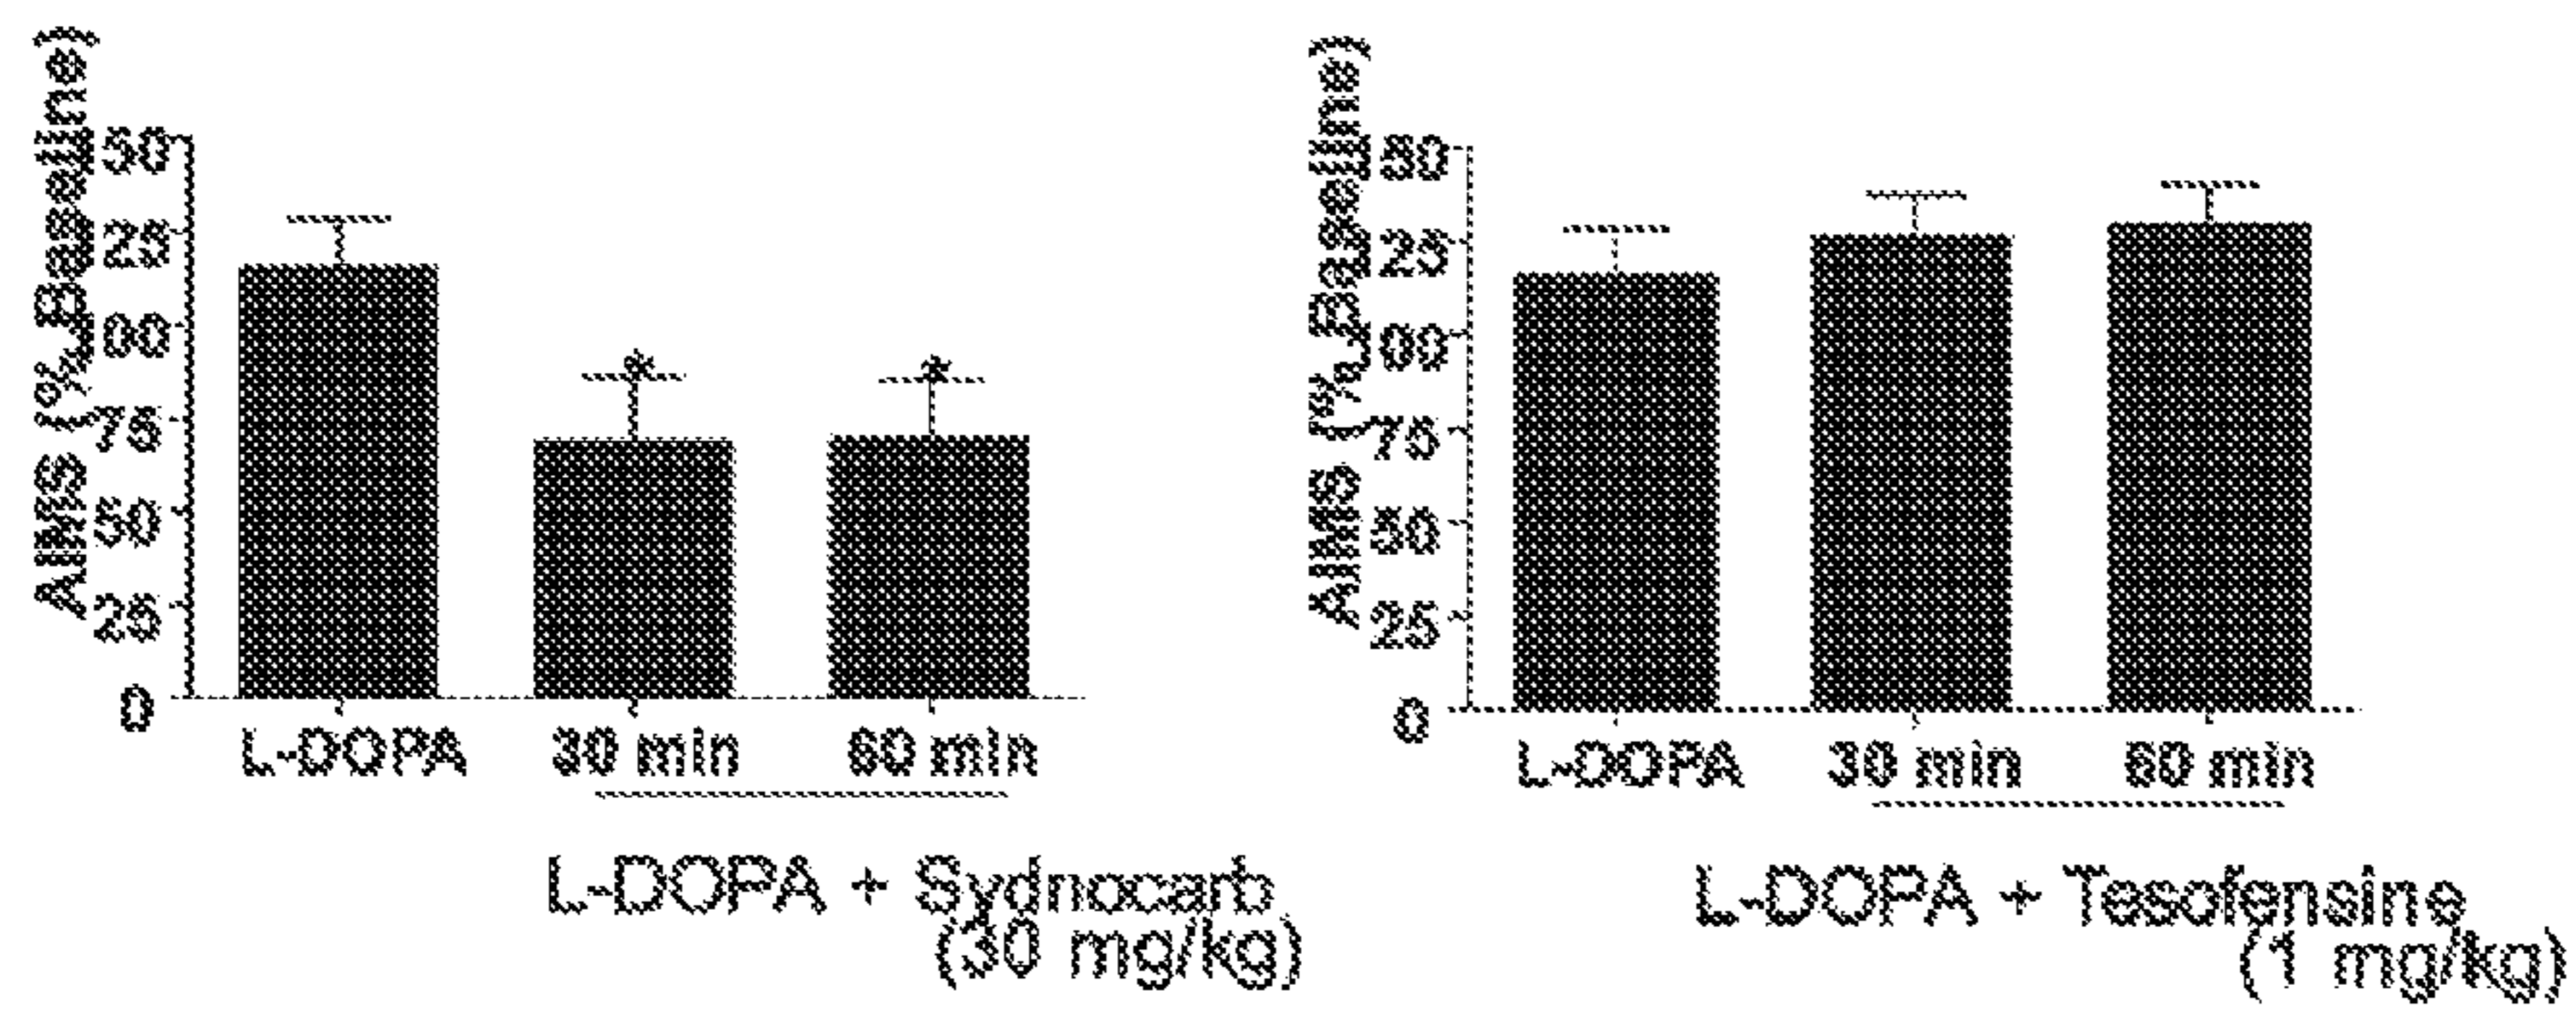 AIMS (% Baseline)
150
125
100
75
50
25
0
L-DOPA 30 min 60 min
L-DOPA + Sydnocarb
(30 mg/kg)
*
*
AIMS (% Baseline)
150
125
100
75
50
25
0
L-DOPA 30 min 60 min
L-DOPA + Tesofensine
(1 mg/kg)